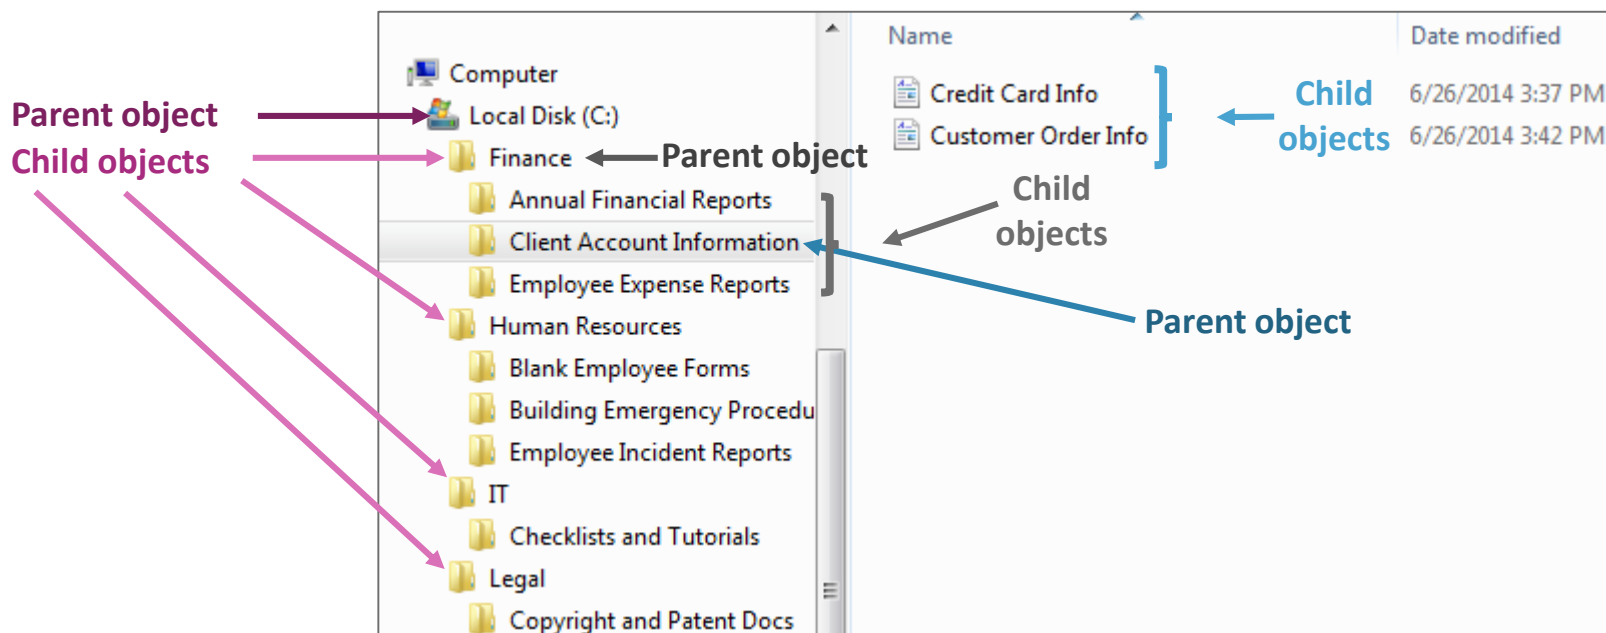 Name
Date modified
Computer
Parent object
Local Disk (C:)
Child objects
Finance
Parent object
Annual Financial Reports
Client Account Information
Employee Expense Reports
Child
objects
Human Resources
Parent object
Blank Employee Forms
Building Emergency Procedu
Employee Incident Reports
IT
Checklists and Tutorials
Legal
Copyright and Patent Docs
Credit Card Info
6/26/2014 3:37 PM
Customer Order Info
6/26/2014 3:42 PM
Child
objects